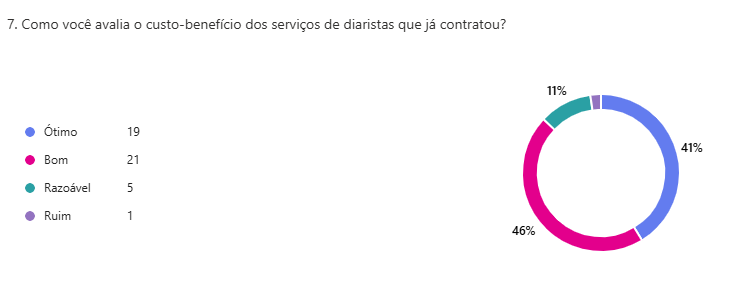 7. Como você avalia o custo-benefício dos serviços de diaristas que já contratou?
Ótimo 19
Bom 21
Razoável 5
Ruim 1
11%
41%
46%